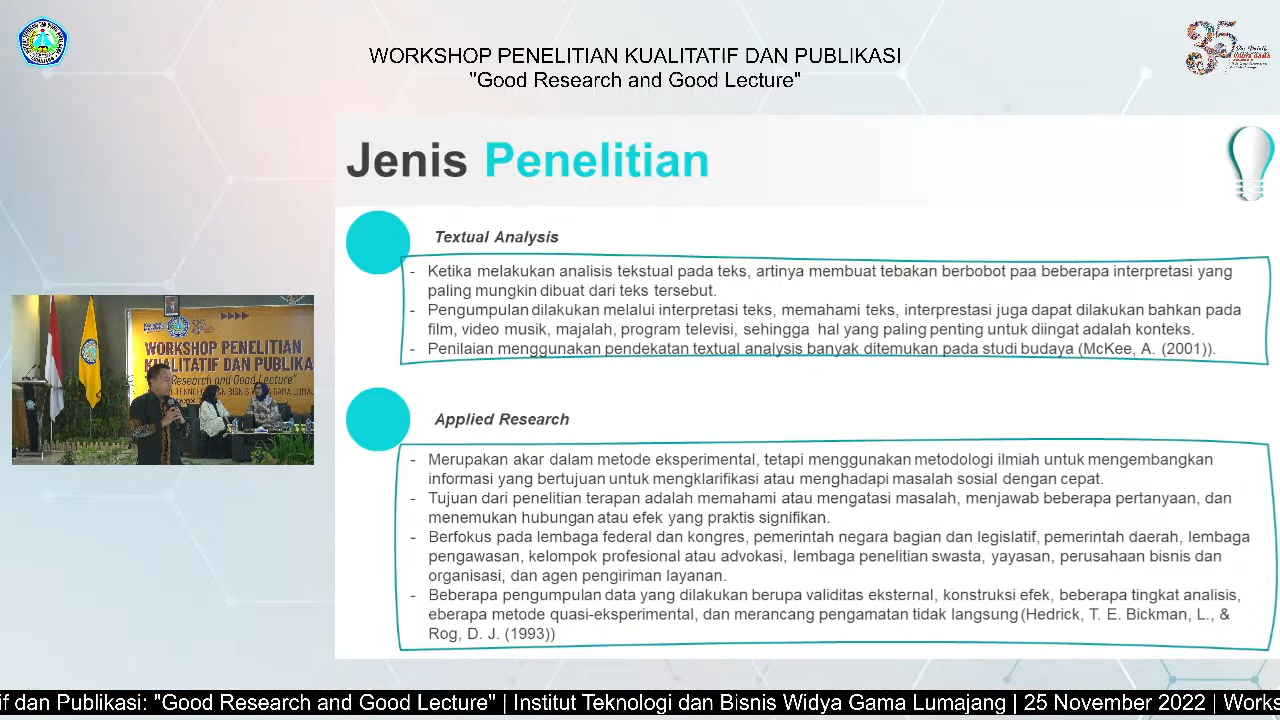 WORKSHOP PENELITIAN KUALITATIF DAN PUBLIKASI
"Good Research and Good Lecture"
35
Jenis Penelitian
Textual Analysis
- Ketika melakukan analisis tekstual pada teks, artinya membuat tebakan berbobot paa beberapa interpretasi yang
paling mungkin dibuat dari teks tersebut.
- Pengumpulan dilakukan melalui interpretasi teks, memahami teks, interprestasi juga dapat dilakukan bahkan pada
film, video musik, majalah, program televisi, sehingga hal yang paling penting untuk diingat adalah konteks.
- Penilaian menggunakan pendekatan textual analysis banyak ditemukan pada studi budaya (McKee, A. (2001)).
WORKSHOP PENELITIAN
KUALITATIF DAN PUBLIKA
Research and Good Lecture"
Applied Research
- Merupakan akar dalam metode eksperimental, tetapi menggunakan metodologi ilmiah untuk mengembangkan
informasi yang bertujuan untuk mengklarifikasi atau menghadapi masalah sosial dengan cepat.
- Tujuan dari penelitian terapan adalah memahami atau mengatasi masalah, menjawab beberapa pertanyaan, dan
menemukan hubungan atau efek yang praktis signifikan.
- Berfokus pada lembaga federal dan kongres, pemerintah negara bagian dan legislatif, pemerintah daerah, lembaga
pengawasan, kelompok profesional atau advokasi, lembaga penelitian swasta, yayasan, perusahaan bisnis dan
organisasi, dan agen pengiriman layanan.
- Beberapa pengumpulan data yang dilakukan berupa validitas eksternal, konstruksi efek, beberapa tingkat analisis,
eberapa metode quasi-eksperimental, dan merancang pengamatan tidak langsung (Hedrick, T. E. Bickman, L., &
Rog, D. J. (1993))
if dan Publikasi: "Good Research and Good Lecture" | Institut Teknologi dan Bisnis Widya Gama Lumajang | 25 November 2022 | Works